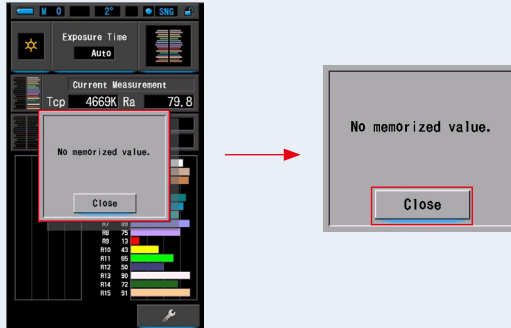 M 0 2° SNG
Exposure Time
Auto
Current Measurement
Tcp 4669K Ra 79.8
No memorized value.
Close
R8 75
R9 13
R10 43
R11 65
R12 50
R13 90
R14 72
R15 91
No memorized value.
Close